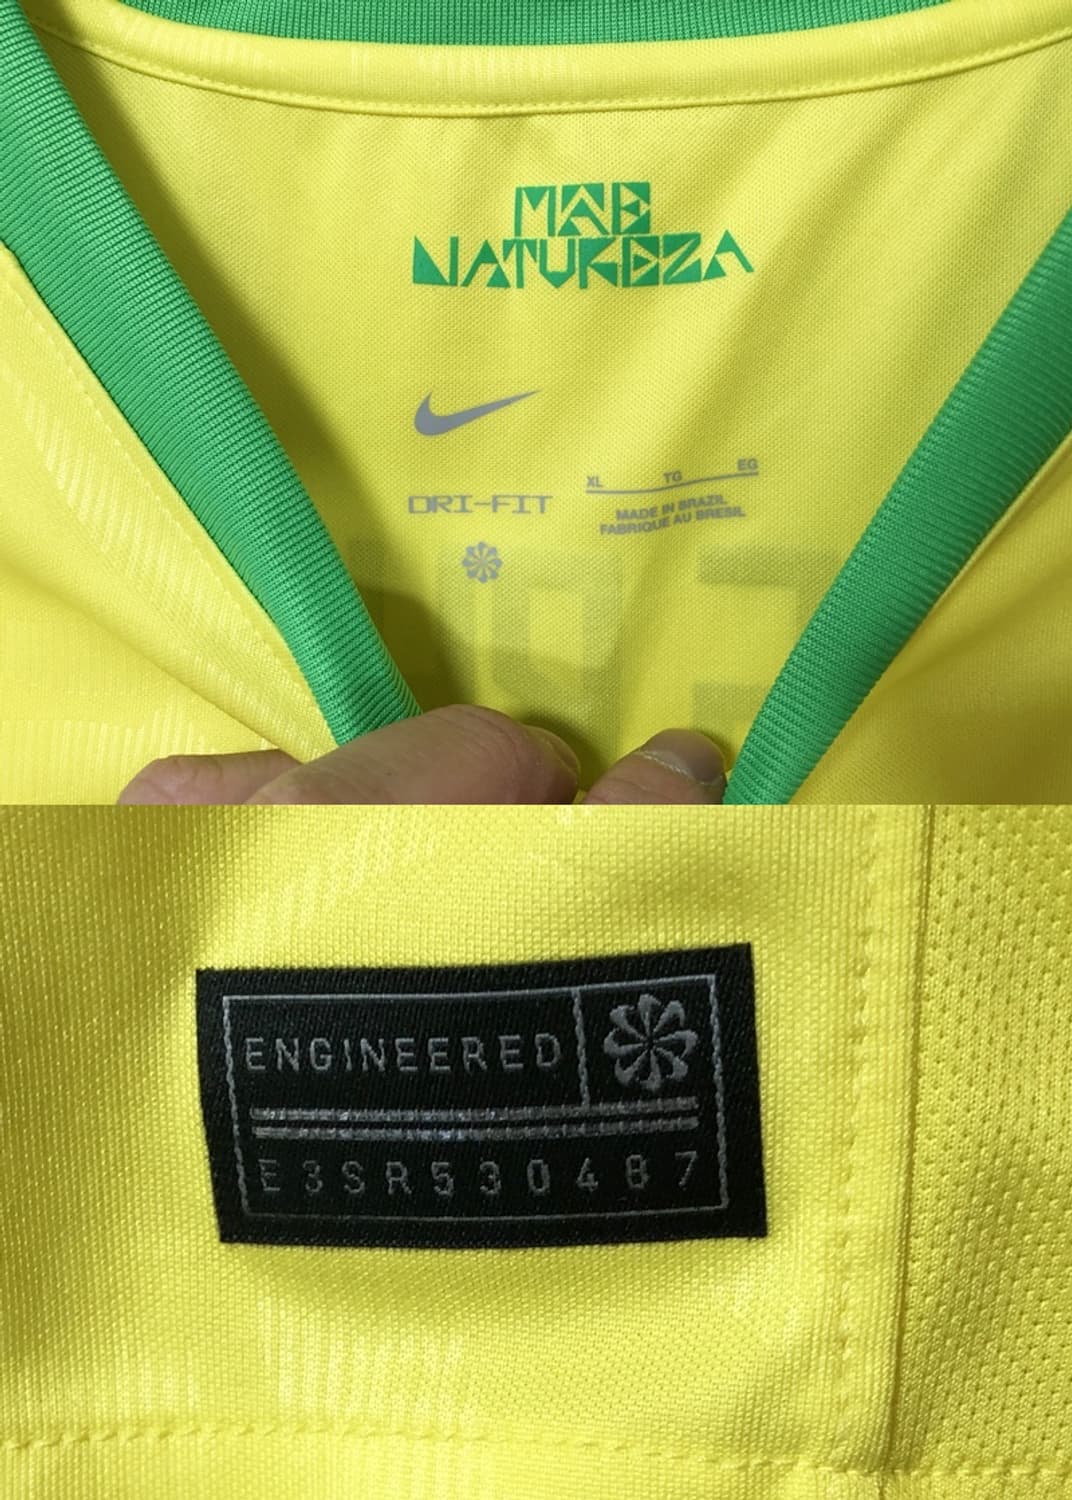 MÃE
NATUREZA
XL TG EG
DRI-FIT
MADE IN BRAZIL
FABRIQUE AU BRESIL
ENGINEERED
E3SR530487